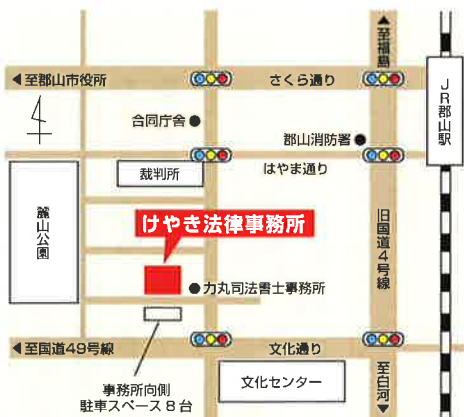 ▲至福島
◀至郡山市役所
さくら通り
JR郡山駅
合同庁舎●
郡山消防署●
裁判所
はやま通り
麓山公園
けやき法律事務所
旧国道4号線
●力丸司法書士事務所
◀至国道49号線
文化通り
事務所向側
駐車スペース8台
文化センター
至白河▼